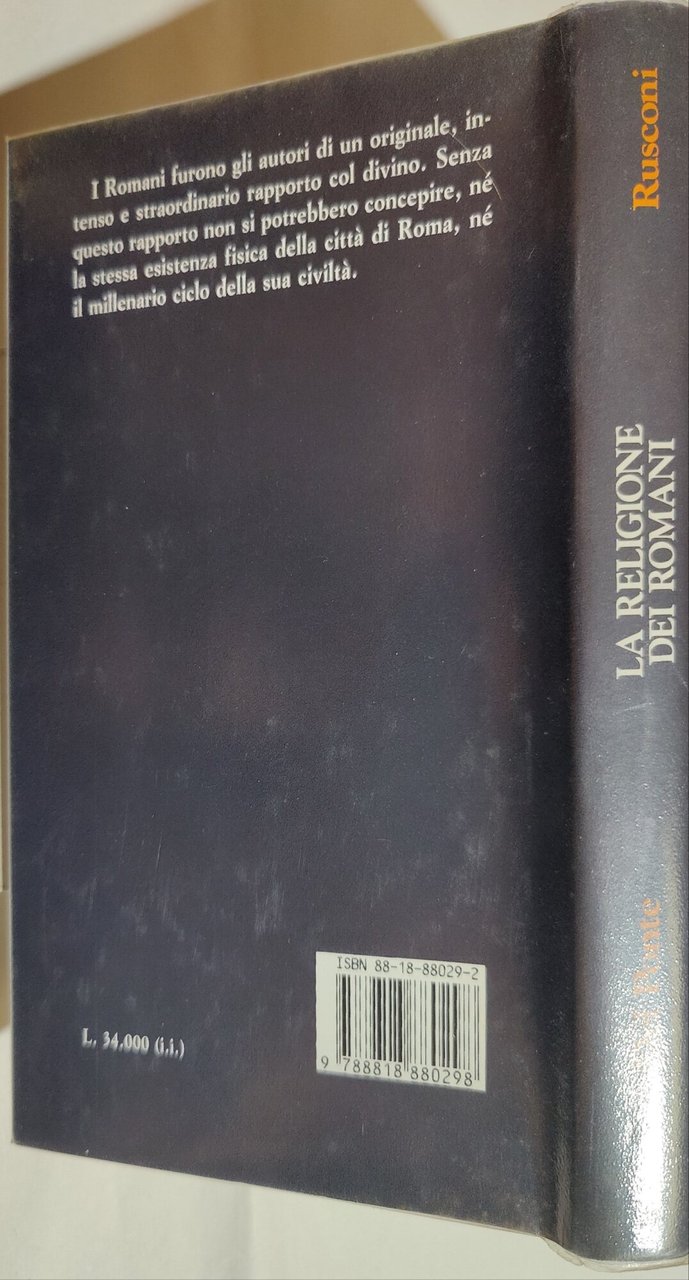 I Romani furono gli autori di un originale, in-
tenso e straordinario rapporto col divino. Senza
questo rapporto non si potrebbero concepire, né
la stessa esistenza fisica della città di Roma, né
il millenario ciclo della sua civiltà.
L. 34.000 (i.i.)
ISBN 88-18-88029-2
9 788818 880298
Ponte
LA RELIGIONE
DEI ROMANI
Rusconi